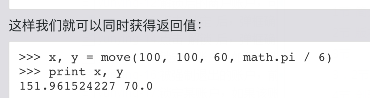 这样我们就可以同时获得返回值：
>>> x, y = move(100, 100, 60, math.pi / 6)
>>> print x, y
151.961524227 70.0